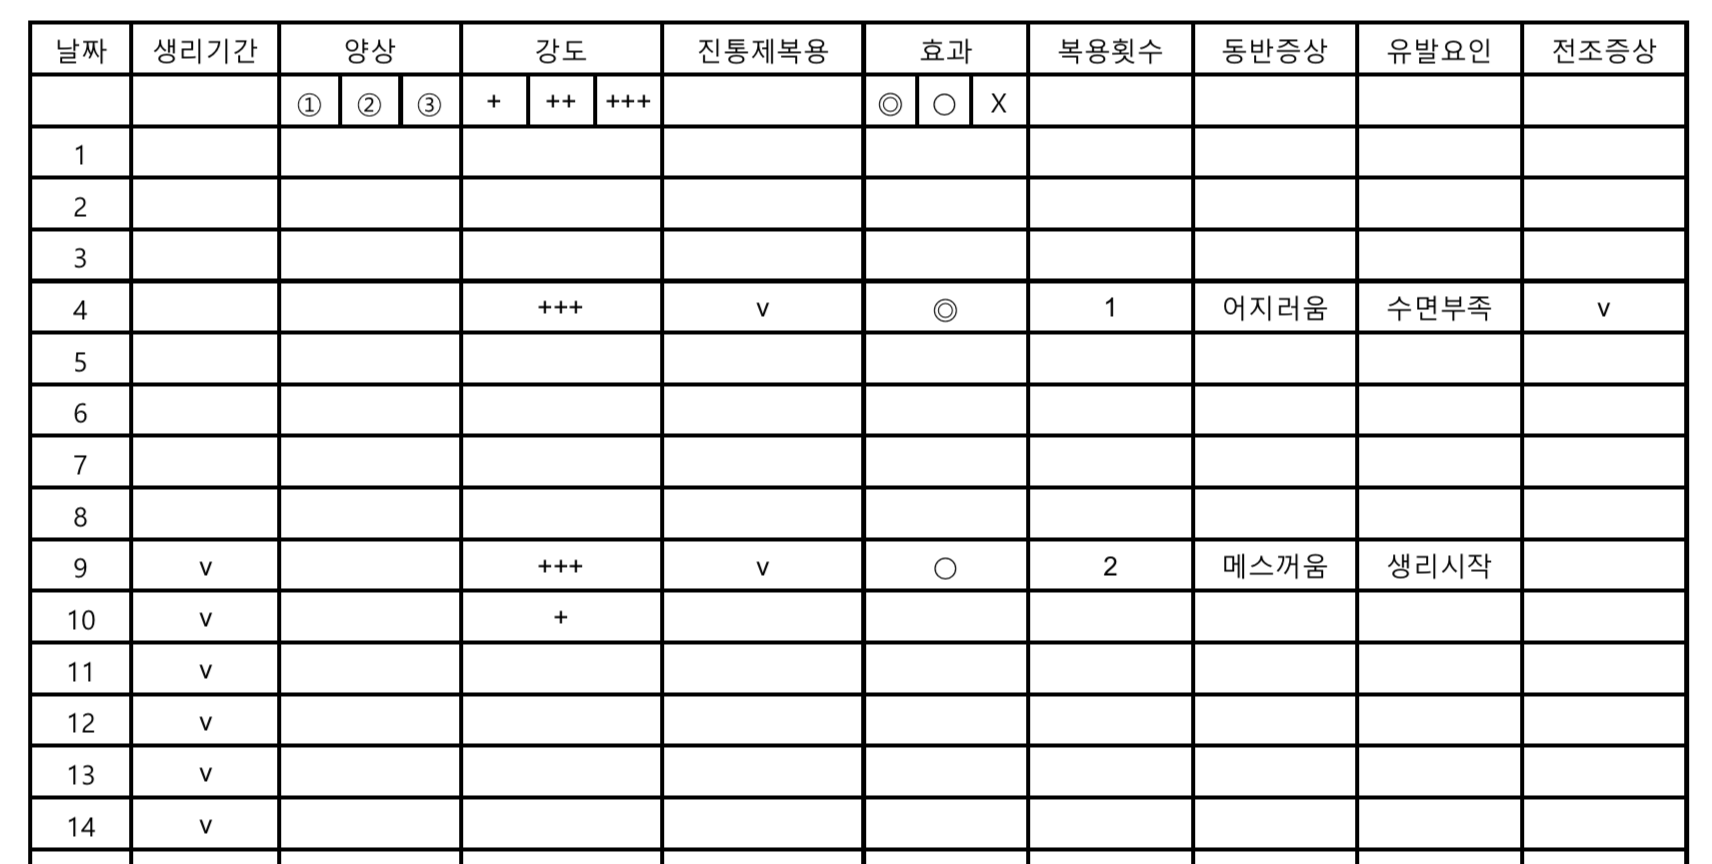 날짜 생리기간 양상 강도 진통제복용 효과 복용횟수 동반증상 유발요인 전조증상
① ② ③ + ++ +++ ◎ ○ X
1
2
3
4 +++ v ◎ 1 어지러움 수면부족 v
5
6
7
8
9 v +++ v ○ 2 메스꺼움 생리시작
10 v +
11 v
12 v
13 v
14 v